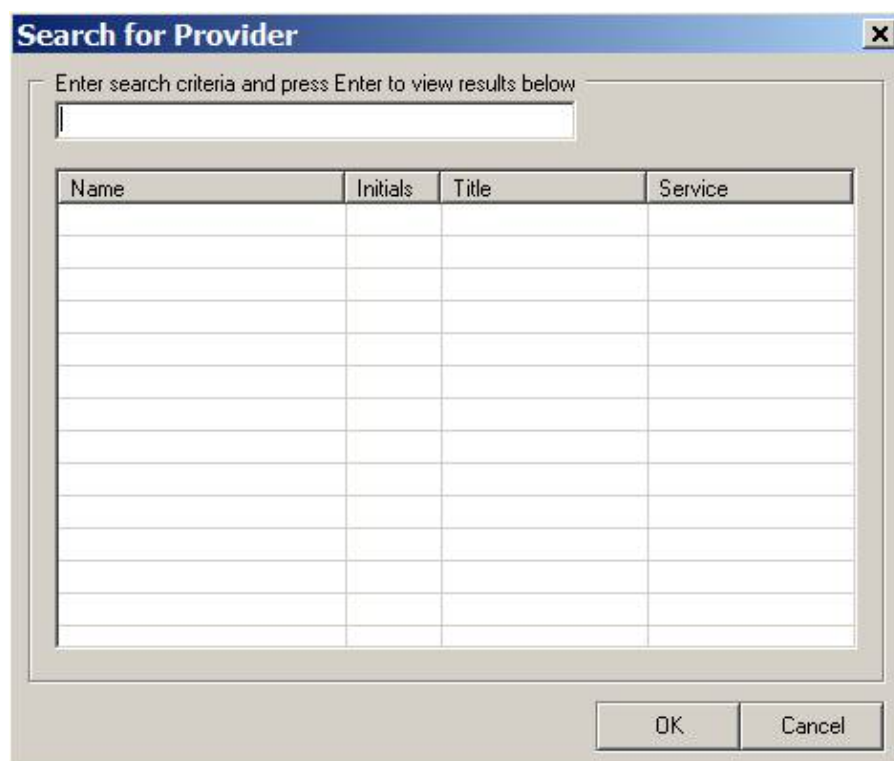 Search for Provider
Enter search criteria and press Enter to view results below
Name Initials Title Service
OK Cancel